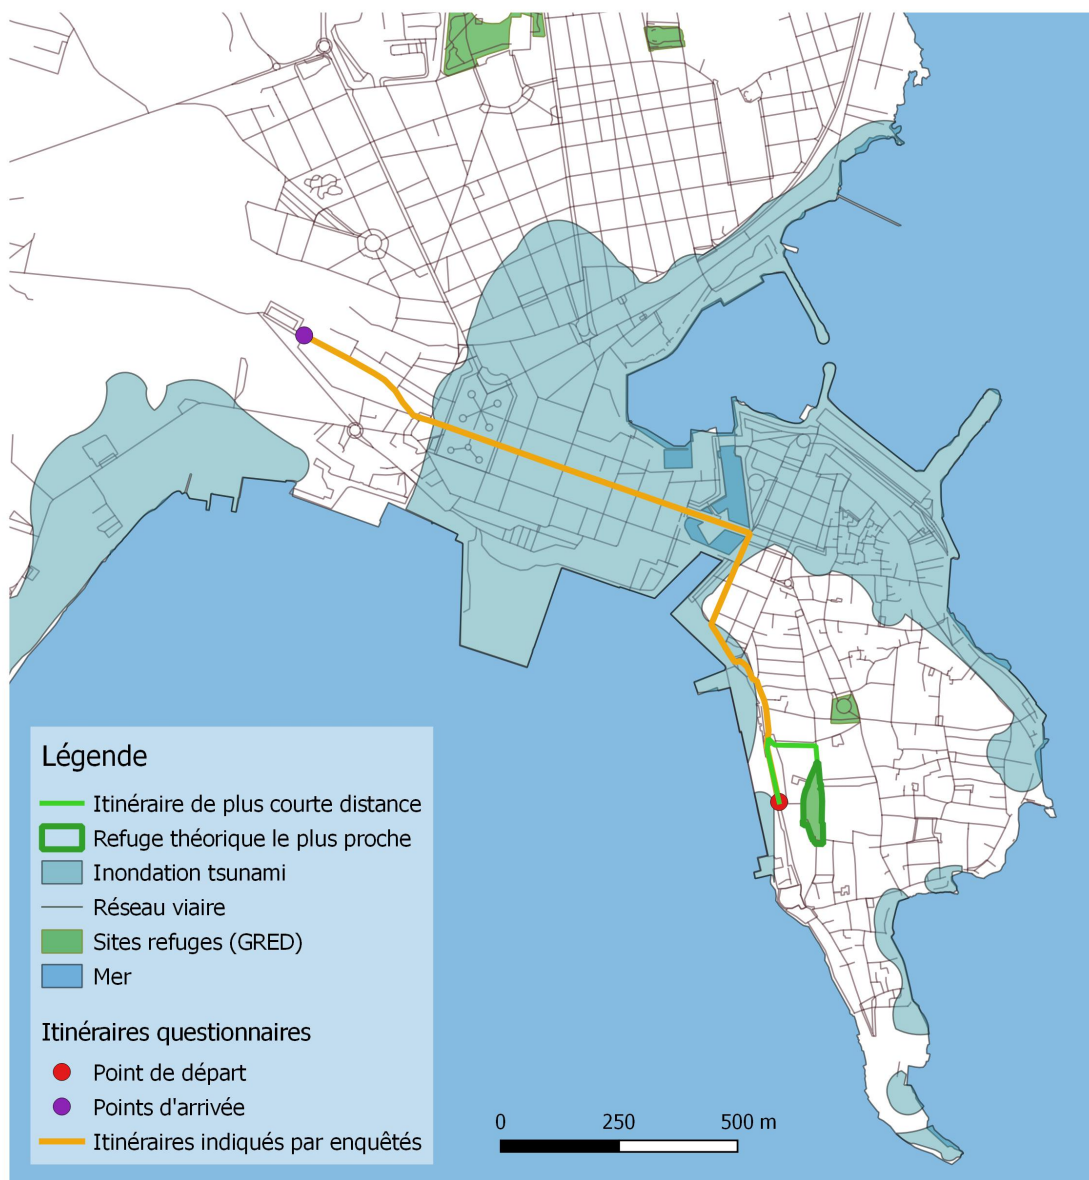 Légende
Itinéraire de plus courte distance
Refuge théorique le plus proche
Inondation tsunami
Réseau viaire
Sites refuges (GRED)
Mer
Itinéraires questionnaires
Point de départ
Points d'arrivée
Itinéraires indiqués par enquêtés
0 250 500 m